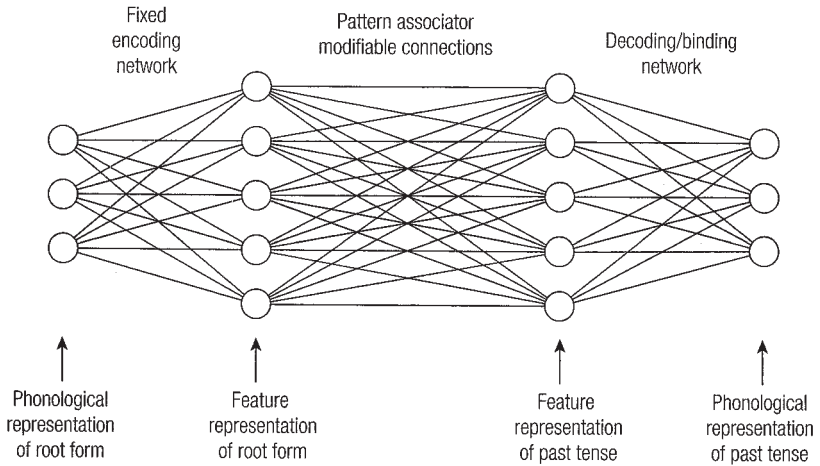 Fixed
encoding
network
Pattern associator
modifiable connections
Decoding/binding
network
Phonological
representation
of root form
Feature
representation
of root form
Feature
representation
of past tense
Phonological
representation
of past tense